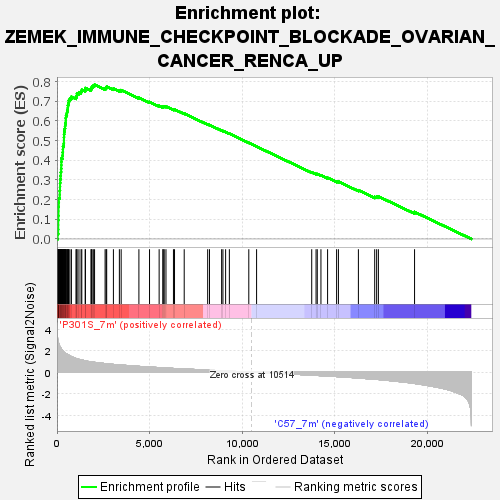 Enrichment plot:
ZEMEK_IMMUNE_CHECKPOINT_BLOCKADE_OVARIAN_
CANCER_RENCA_UP
Enrichment score (ES)
0.8
0.7
0.6
0.5
0.4
0.3
0.2
0.1
0.0
Ranked list metric (Signal2Noise)
'P301S_7m' (positively correlated)
4
2
0
-2
-4
Zero cross at 10514
'C57_7m' (negatively correlated)
0
5,000
10,000
15,000
20,000
Rank in Ordered Dataset
Enrichment profile
Hits
Ranking metric scores